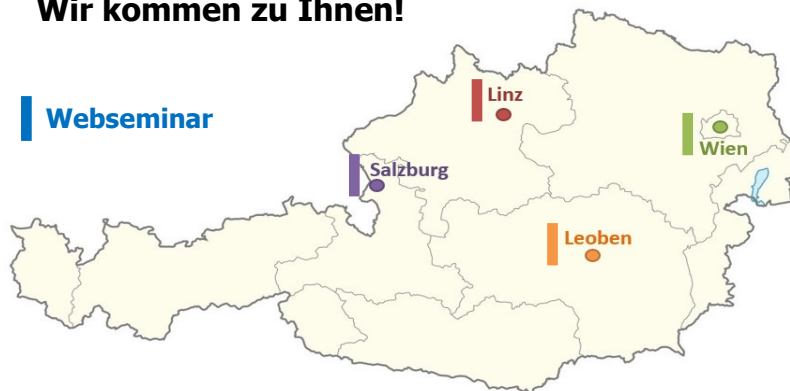 Wir kommen zu Ihnen!
Webseminar
Linz
Wien
Salzburg
Leoben